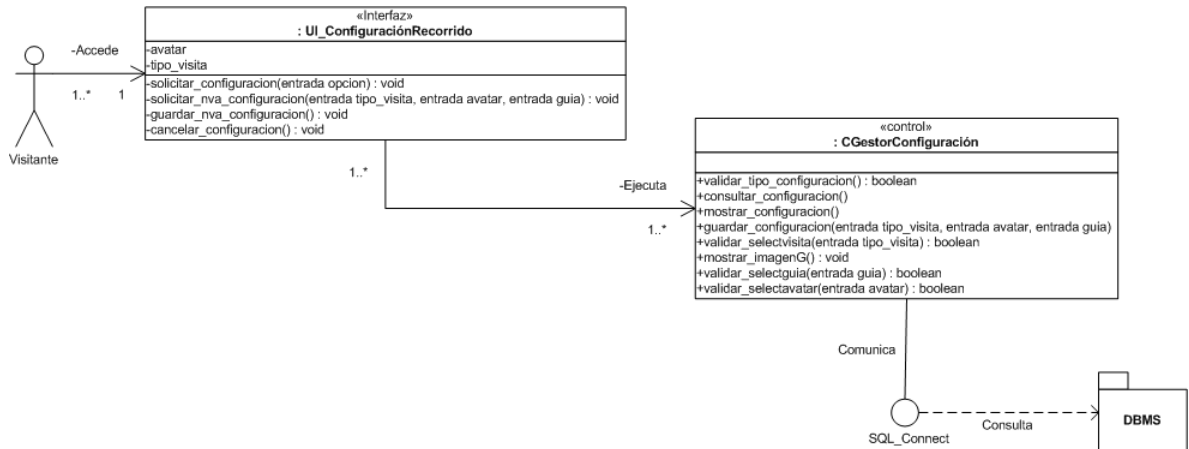 «Interfaz»
: UI_ConfiguraciónRecorrido
-avatar
-tipo_visita
-solicitar_configuracion(entrada opcion) : void
-solicitar_nva_configuracion(entrada tipo_visita, entrada avatar, entrada guia) : void
-guardar_nva_configuracion() : void
-cancelar_configuracion() : void
-Accede
1..*
1
Visitante
1..*
-Ejecuta
1..*
«control»
: CGestorConfiguración
+validar_tipo_configuracion() : boolean
+consultar_configuracion()
+mostrar_configuracion()
+guardar_configuracion(entrada tipo_visita, entrada avatar, entrada guia)
+validar_selectvisita(entrada tipo_visita) : boolean
+mostrar_imagenG() : void
+validar_selectguia(entrada guia) : boolean
+validar_selectavatar(entrada avatar) : boolean
Comunica
SQL_Connect
Consulta
DBMS